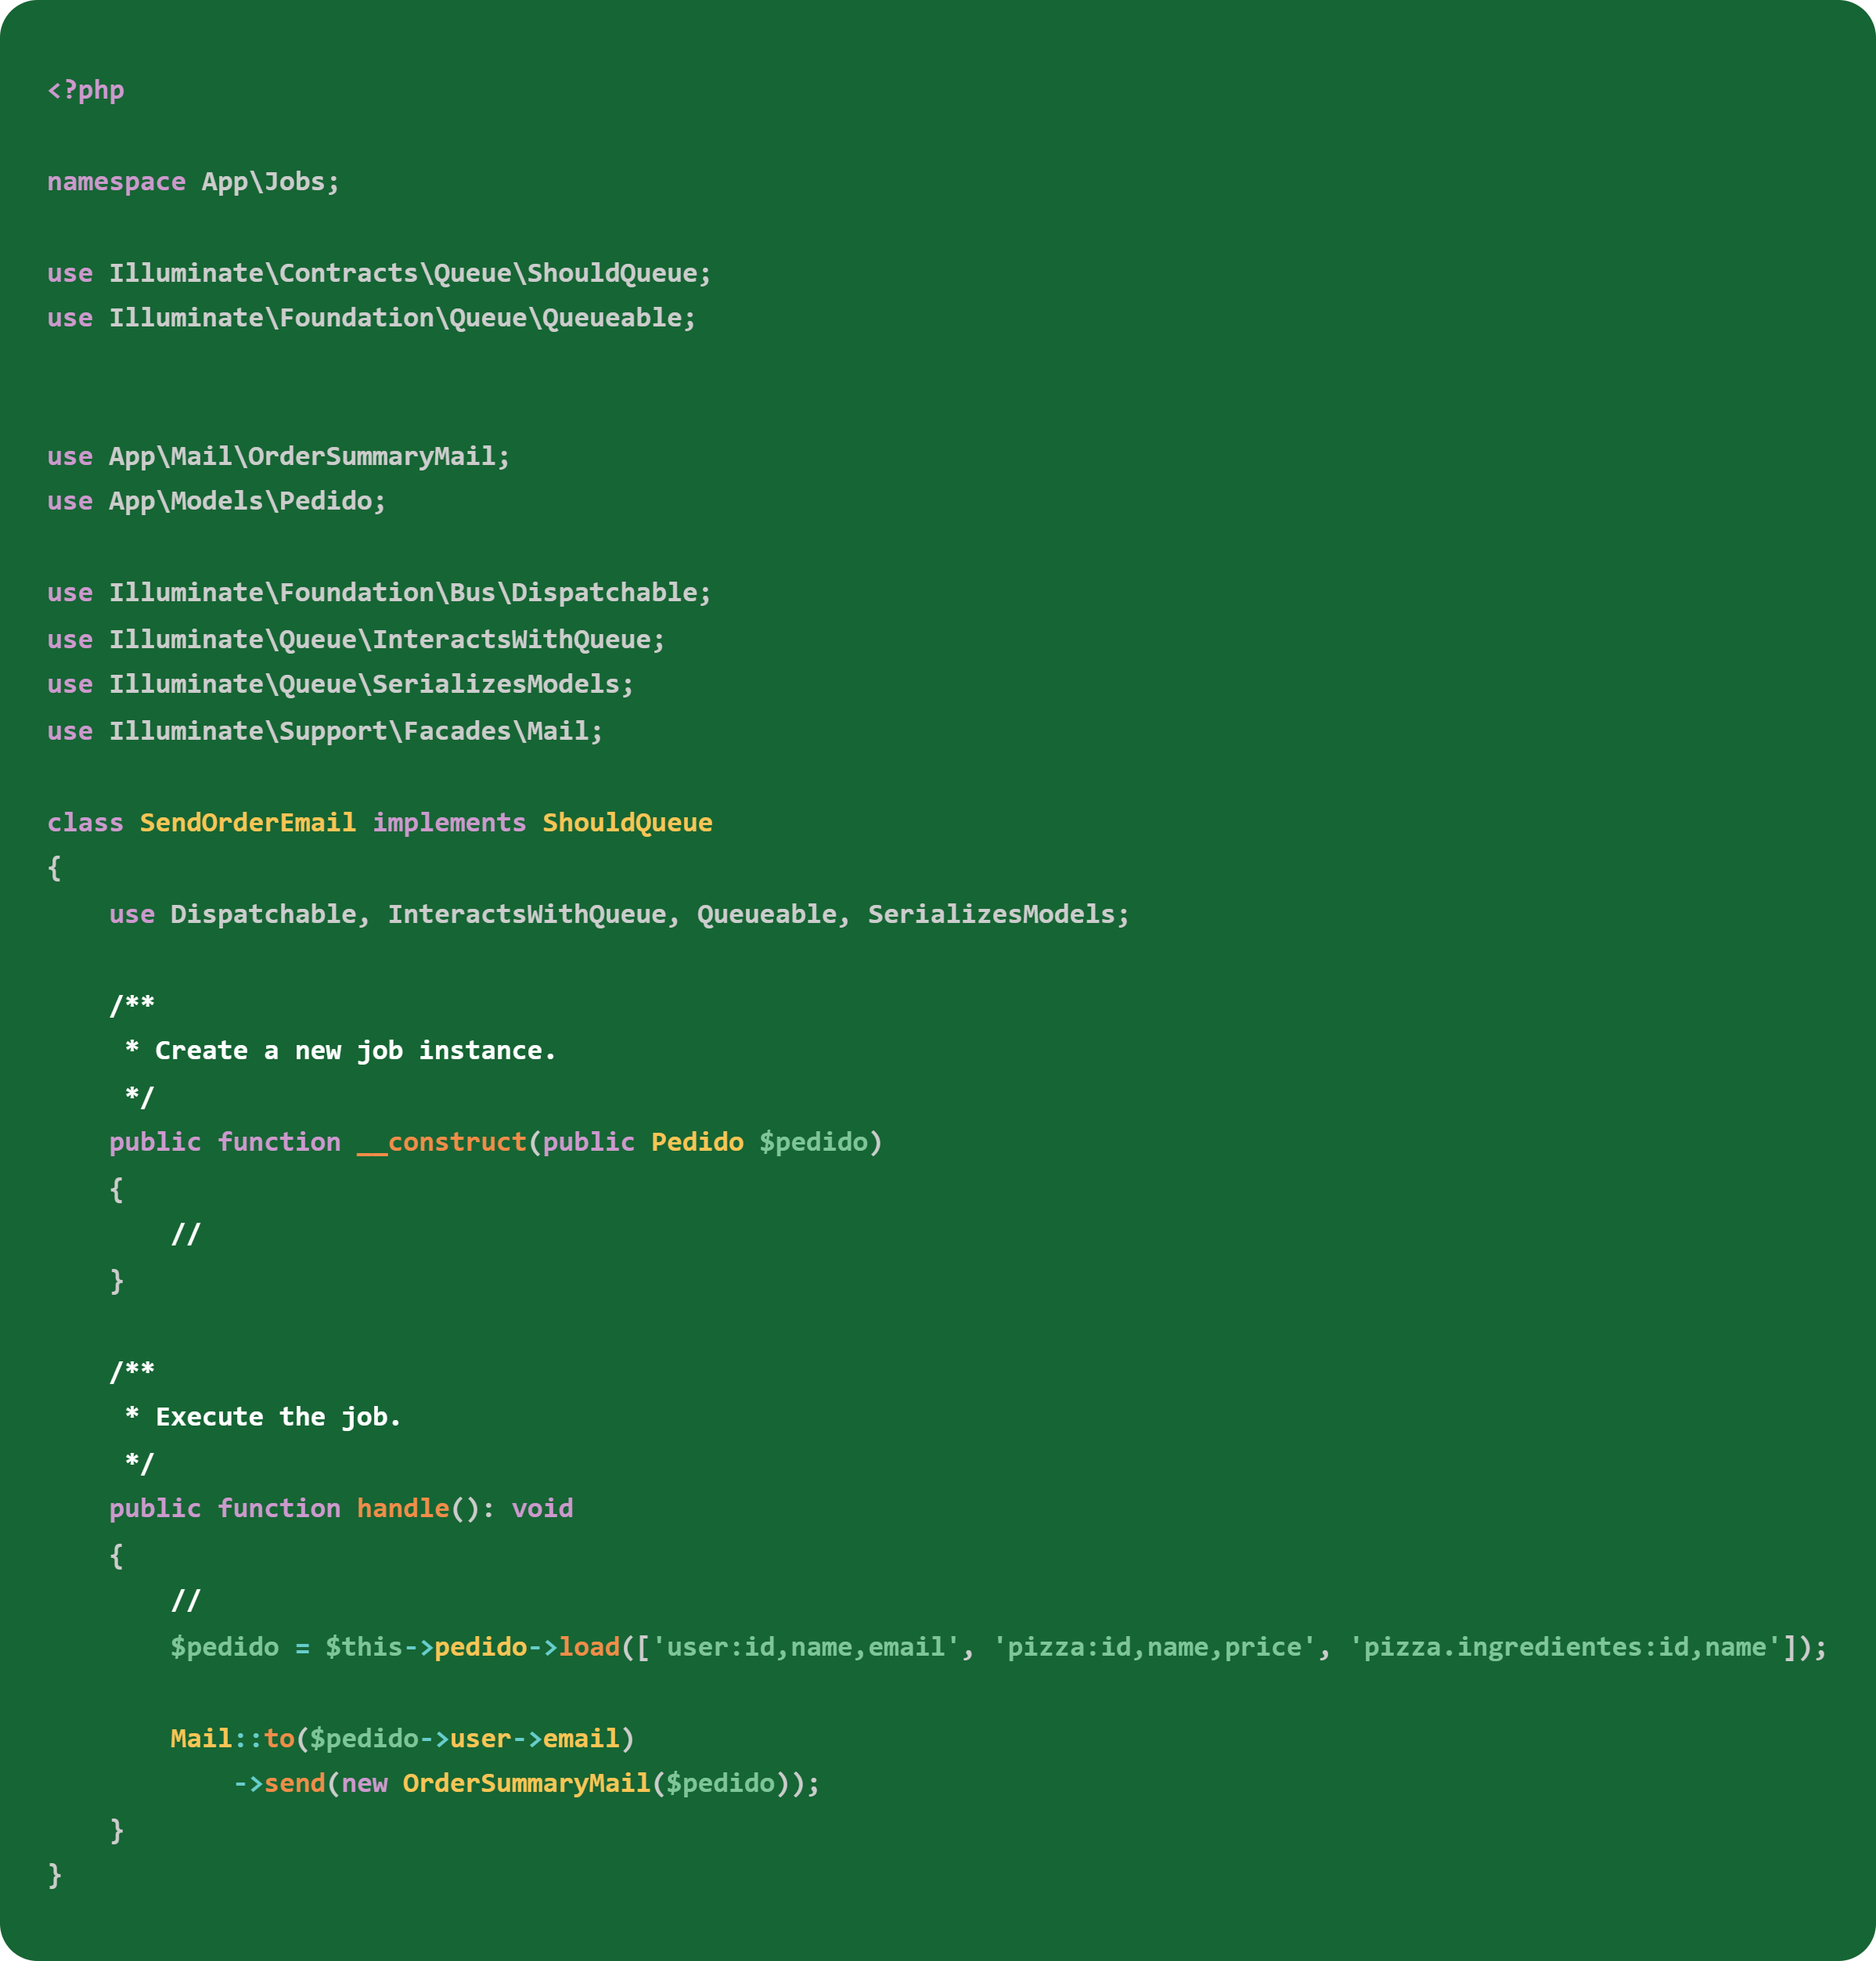 <?php
namespace App\Jobs;
use Illuminate\Contracts\Queue\ShouldQueue;
use Illuminate\Foundation\Queue\Queueable;
use App\Mail\OrderSummaryMail;
use App\Models\Pedido;
use Illuminate\Foundation\Bus\Dispatchable;
use Illuminate\Queue\InteractsWithQueue;
use Illuminate\Queue\SerializesModels;
use Illuminate\Support\Facades\Mail;
class SendOrderEmail implements ShouldQueue
{
    use Dispatchable, InteractsWithQueue, Queueable, SerializesModels;
    /**
     * Create a new job instance.
     */
    public function __construct(public Pedido $pedido)
    {
        //
    }
    /**
     * Execute the job.
     */
    public function handle(): void
    {
        //
        $pedido = $this->pedido->load(['user:id,name,email', 'pizza:id,name,price', 'pizza.ingredientes:id,name']);
        Mail::to($pedido->user->email)
            ->send(new OrderSummaryMail($pedido));
    }
}